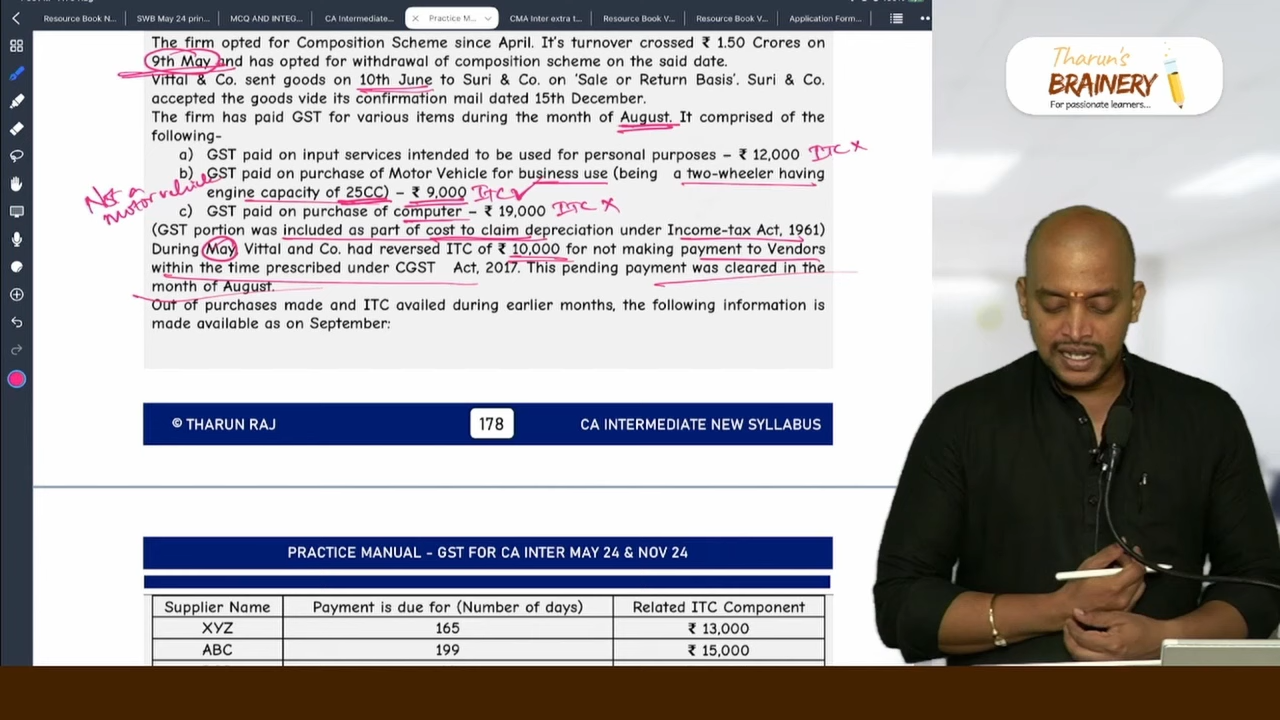 Resource Book N...
SWB May 24 prin...
MCQ AND INTEG...
CA Intermediate...
Practice M...
CMA Inter extra t...
Resource Book V...
Resource Book V...
Application Form...
The firm opted for Composition Scheme since April. It's turnover crossed ₹ 1.50 Crores on
9th May and has opted for withdrawal of composition scheme on the said date.
Vittal & Co. sent goods on 10th June to Suri & Co. on 'Sale or Return Basis'. Suri & Co.
accepted the goods vide its confirmation mail dated 15th December.
The firm has paid GST for various items during the month of August. It comprised of the
following-
a) GST paid on input services intended to be used for personal purposes – ₹ 12,000 ITC x
b) GST paid on purchase of Motor Vehicle for business use (being a two-wheeler having
engine capacity of 25CC) – ₹ 9,000 ITC ✓
Not a
motor vehicle
c) GST paid on purchase of computer – ₹ 19,000 ITC x
(GST portion was included as part of cost to claim depreciation under Income-tax Act, 1961)
During May Vittal and Co. had reversed ITC of ₹ 10,000 for not making payment to Vendors
within the time prescribed under CGST Act, 2017. This pending payment was cleared in the
month of August.
Out of purchases made and ITC availed during earlier months, the following information is
made available as on September:
© THARUN RAJ 178 CA INTERMEDIATE NEW SYLLABUS
PRACTICE MANUAL - GST FOR CA INTER MAY 24 & NOV 24
Supplier Name Payment is due for (Number of days) Related ITC Component
XYZ 165 ₹ 13,000
ABC 199 ₹ 15,000
Tharun's
BRAINERY
For passionate learners...